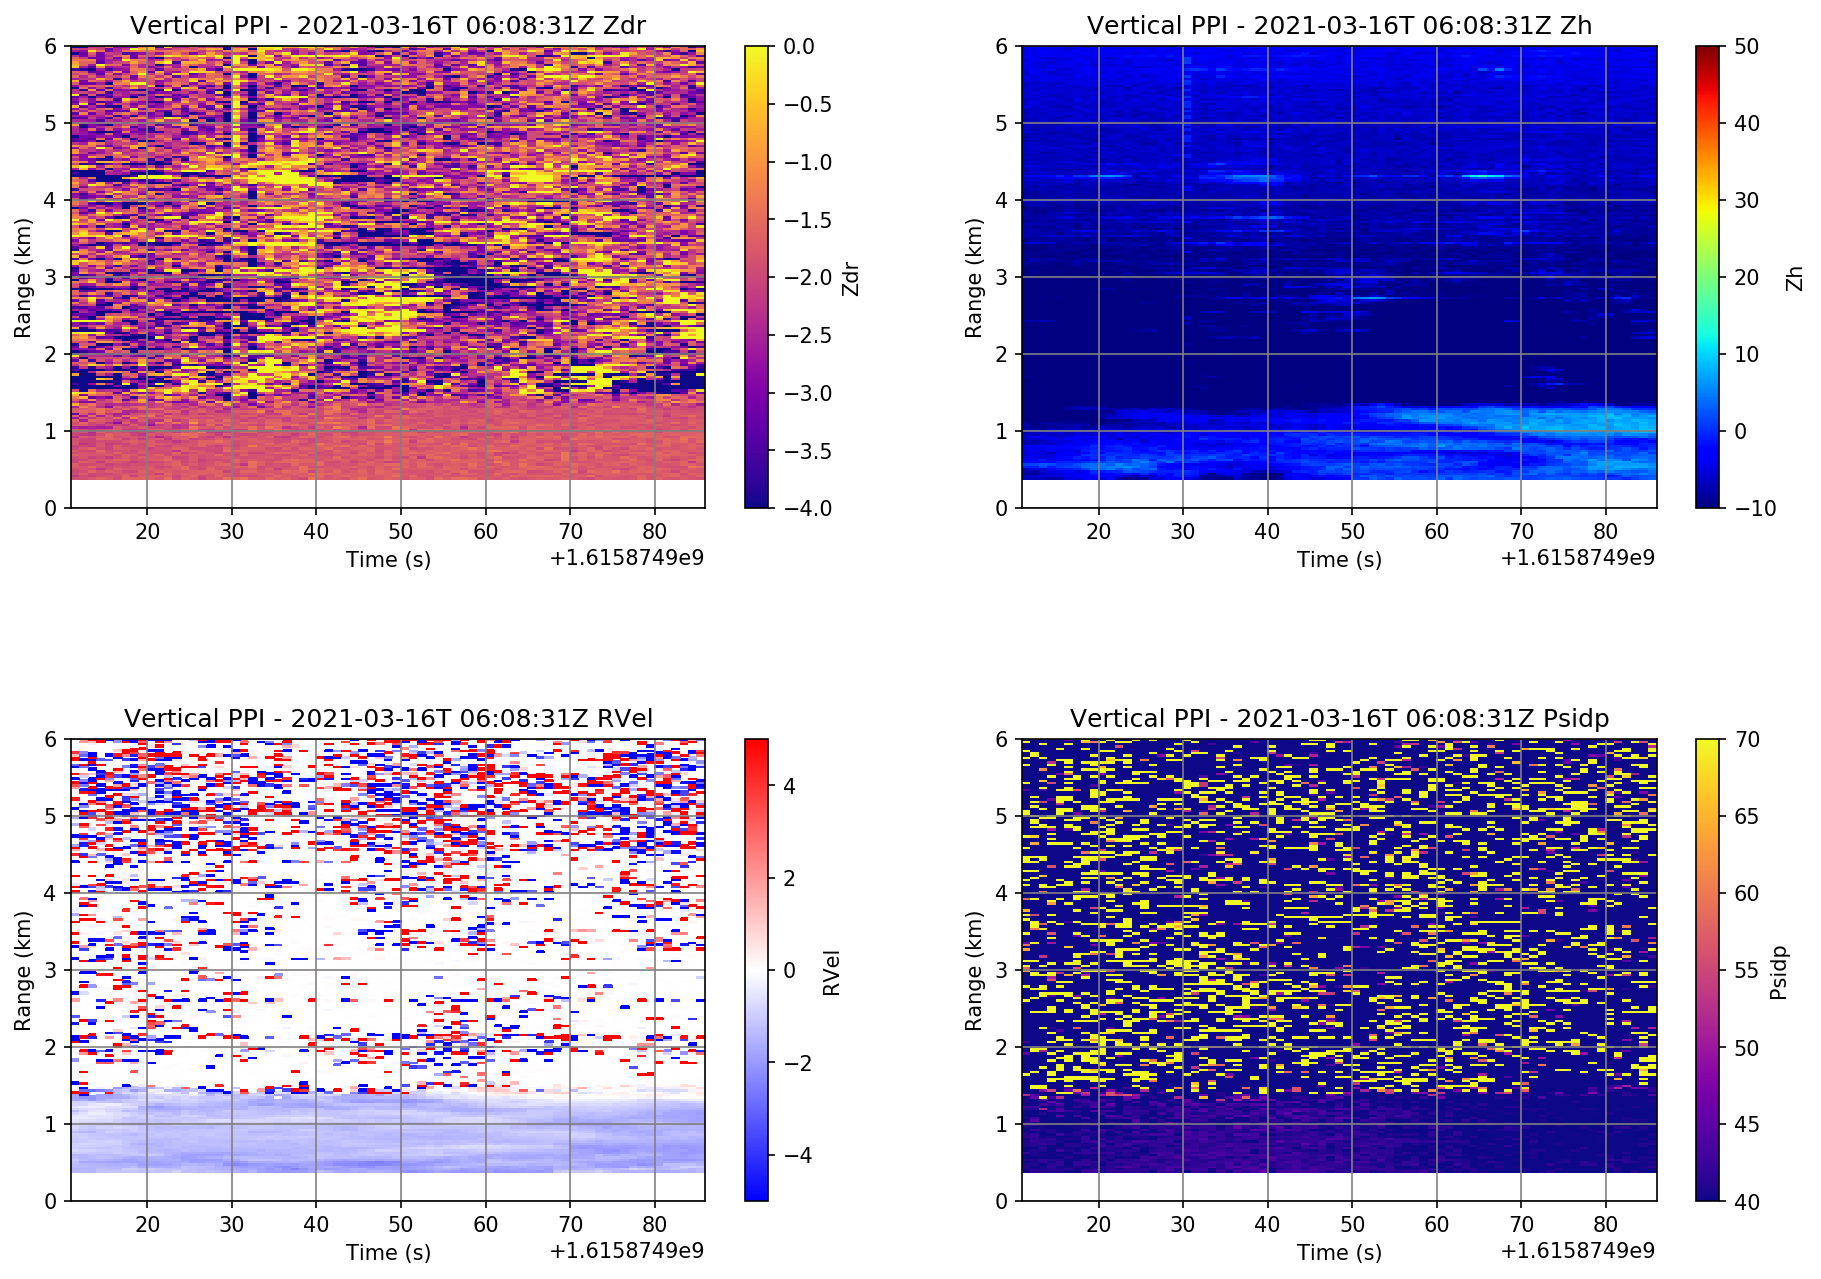 Vertical PPI - 2021-03-16T 06:08:31Z Zdr
6
5
4
3
2
1
0
Range (km)
20 30 40 50 60 70 80
Time (s)
+1.6158749e9
0.0
−0.5
−1.0
−1.5
−2.0
−2.5
−3.0
−3.5
−4.0
Zdr
Vertical PPI - 2021-03-16T 06:08:31Z Zh
6
5
4
3
2
1
0
Range (km)
20 30 40 50 60 70 80
Time (s)
+1.6158749e9
50
40
30
20
10
0
−10
Zh
Vertical PPI - 2021-03-16T 06:08:31Z RVel
6
5
4
3
2
1
0
Range (km)
20 30 40 50 60 70 80
Time (s)
+1.6158749e9
4
2
0
−2
−4
RVel
Vertical PPI - 2021-03-16T 06:08:31Z Psidp
6
5
4
3
2
1
0
Range (km)
20 30 40 50 60 70 80
Time (s)
+1.6158749e9
70
65
60
55
50
45
40
Psidp